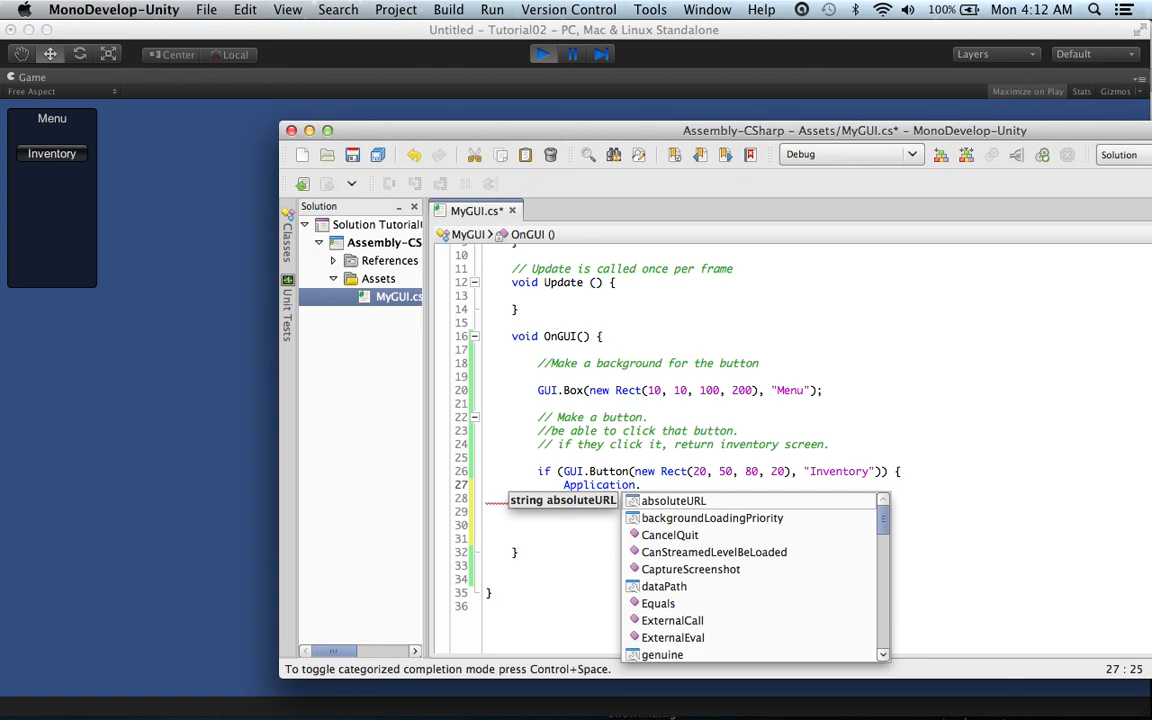 MonoDevelop-Unity File Edit View Search Project Build Run Version Control Tools Window Help 100% Mon 4:12 AM
Untitled - Tutorial02 - PC, Mac & Linux Standalone
Center Local Layers Default
Game
Free Aspect Maximize on Play Stats Gizmos
Menu
Inventory
Assembly-CSharp - Assets/MyGUI.cs* - MonoDevelop-Unity
Debug Solution
Solution
Classes
Unit Tests
Solution Tutorial
Assembly-CS
References
Assets
MyGUI.cs
MyGUI.cs*
MyGUI OnGUI ()
10
11 // Update is called once per frame
12 void Update () {
13
14 }
15
16 void OnGUI() {
17
18 //Make a background for the button
19
20 GUI.Box(new Rect(10, 10, 100, 200), "Menu");
21
22 // Make a button.
23 //be able to click that button.
24 // if they click it, return inventory screen.
25
26 if (GUI.Button(new Rect(20, 50, 80, 20), "Inventory")) {
27 Application.
28
29
30
31
32 }
33
34
35 }
36
string absoluteURL
absoluteURL
backgroundLoadingPriority
CancelQuit
CanStreamedLevelBeLoaded
CaptureScreenshot
dataPath
Equals
ExternalCall
ExternalEval
genuine
To toggle categorized completion mode press Control+Space. 27 : 25